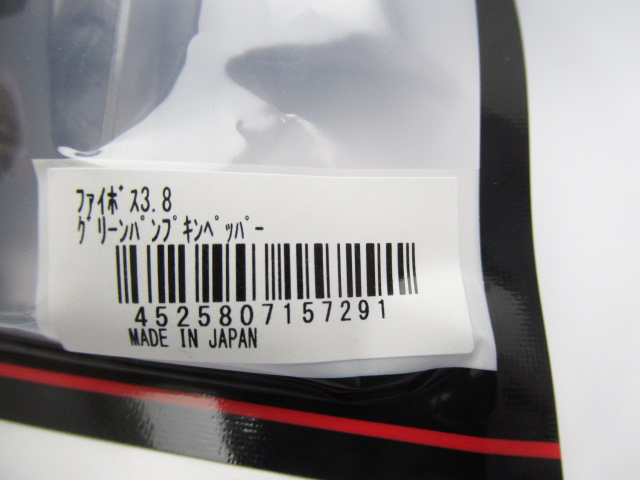 ﾌｧｲﾎﾞｽ3.8
ｸﾞﾘｰﾝﾊﾟﾝﾌﾟｷﾝﾍﾟｯﾊﾟｰ
4525807157291
MADE IN JAPAN